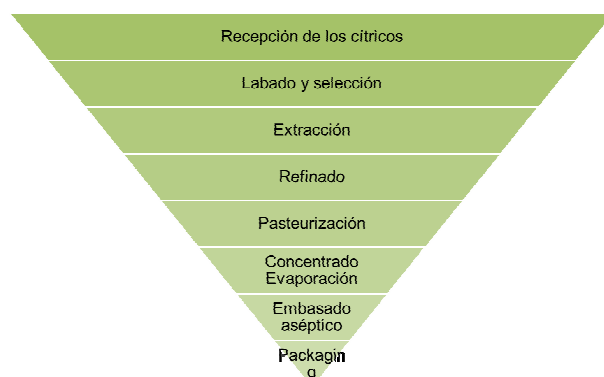 Recepción de los cítricos
Labado y selección
Extracción
Refinado
Pasteurización
Concentrado
Evaporación
Embasado
aséptico
Packagin
g